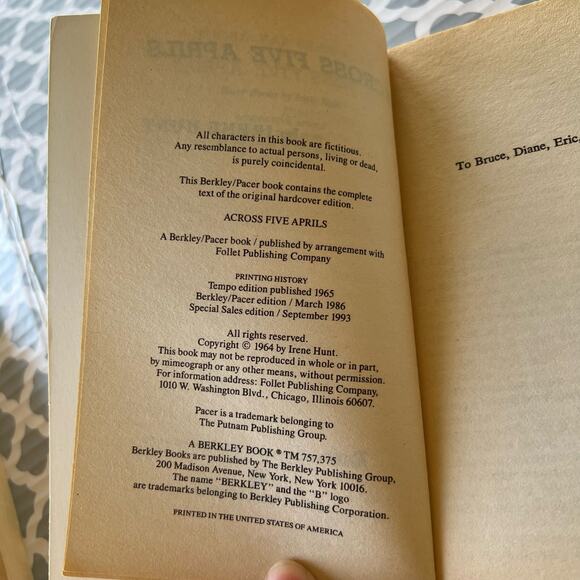 All characters in this book are fictitious.
Any resemblance to actual persons, living or dead,
is purely coincidental.
This Berkley/Pacer book contains the complete
text of the original hardcover edition.
ACROSS FIVE APRILS
A Berkley/Pacer book / published by arrangement with
Follet Publishing Company
PRINTING HISTORY
Tempo edition published 1965
Berkley/Pacer edition / March 1986
Special Sales edition / September 1993
All rights reserved.
Copyright © 1964 by Irene Hunt.
This book may not be reproduced in whole or in part,
by mimeograph or any other means, without permission.
For information address: Follet Publishing Company,
1010 W. Washington Blvd., Chicago, Illinois 60607.
Pacer is a trademark belonging to
The Putnam Publishing Group.
A BERKLEY BOOK ® TM 757,375
Berkley Books are published by The Berkley Publishing Group,
200 Madison Avenue, New York, New York 10016.
The name "BERKLEY" and the "B" logo
are trademarks belonging to Berkley Publishing Corporation.
PRINTED IN THE UNITED STATES OF AMERICA
To Bruce, Diane, Eric,